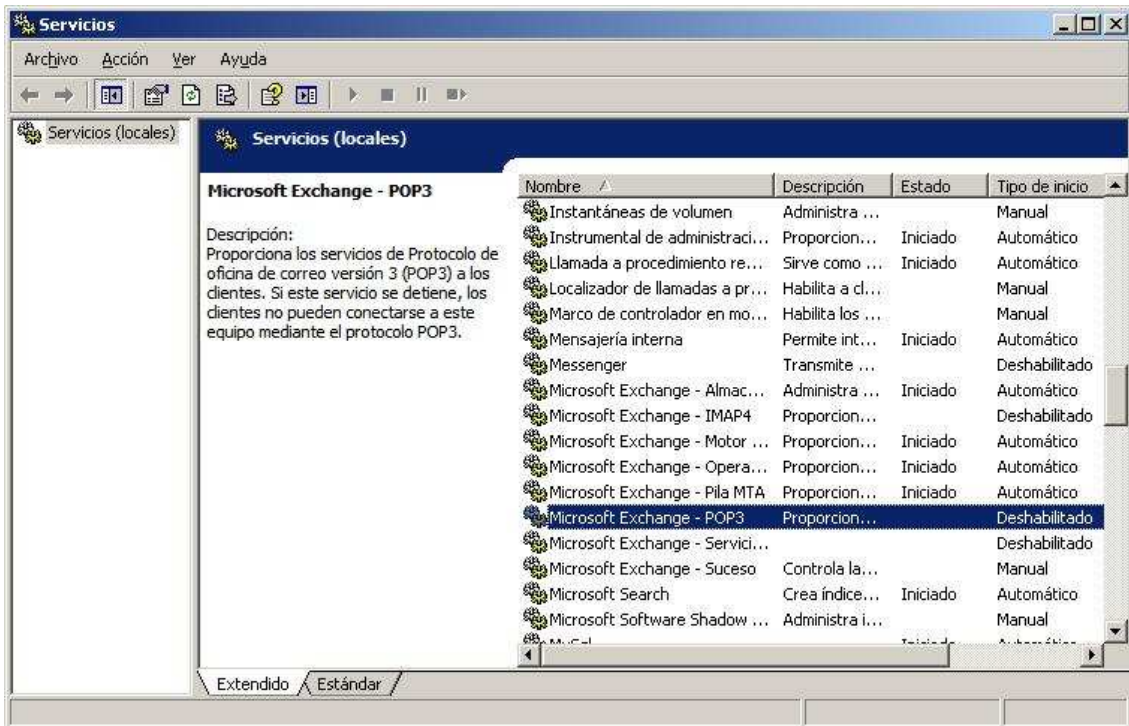 Servicios
Archivo Acción Ver Ayuda
Servicios (locales)
Servicios (locales)
Microsoft Exchange - POP3
Descripción:
Proporciona los servicios de Protocolo de
oficina de correo versión 3 (POP3) a los
clientes. Si este servicio se detiene, los
clientes no pueden conectarse a este
equipo mediante el protocolo POP3.
Nombre Descripción Estado Tipo de inicio
Instantáneas de volumen Administra ... Manual
Instrumental de administraci... Proporcion... Iniciado Automático
Llamada a procedimiento re... Sirve como ... Iniciado Automático
Localizador de llamadas a pr... Habilita a cl... Manual
Marco de controlador en mo... Habilita los ... Manual
Mensajería interna Permite int... Iniciado Automático
Messenger Transmite ... Deshabilitado
Microsoft Exchange - Almac... Administra ... Iniciado Automático
Microsoft Exchange - IMAP4 Proporcion... Deshabilitado
Microsoft Exchange - Motor ... Proporcion... Iniciado Automático
Microsoft Exchange - Opera... Proporcion... Iniciado Automático
Microsoft Exchange - Pila MTA Proporcion... Iniciado Automático
Microsoft Exchange - POP3 Proporcion... Deshabilitado
Microsoft Exchange - Servici... Deshabilitado
Microsoft Exchange - Suceso Controla la... Manual
Microsoft Search Crea índice... Iniciado Automático
Microsoft Software Shadow ... Administra i... Manual
MySql Iniciado Automático
Extendido Estándar